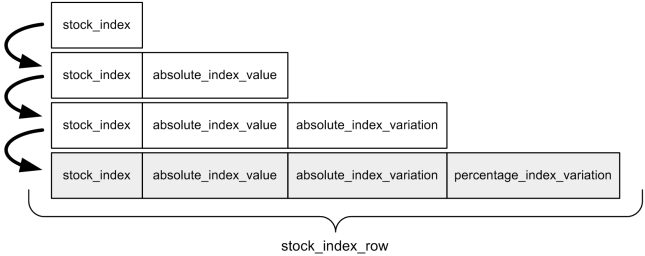 stock_index
stock_index absolute_index_value
stock_index absolute_index_value absolute_index_variation
stock_index absolute_index_value absolute_index_variation percentage_index_variation
stock_index_row